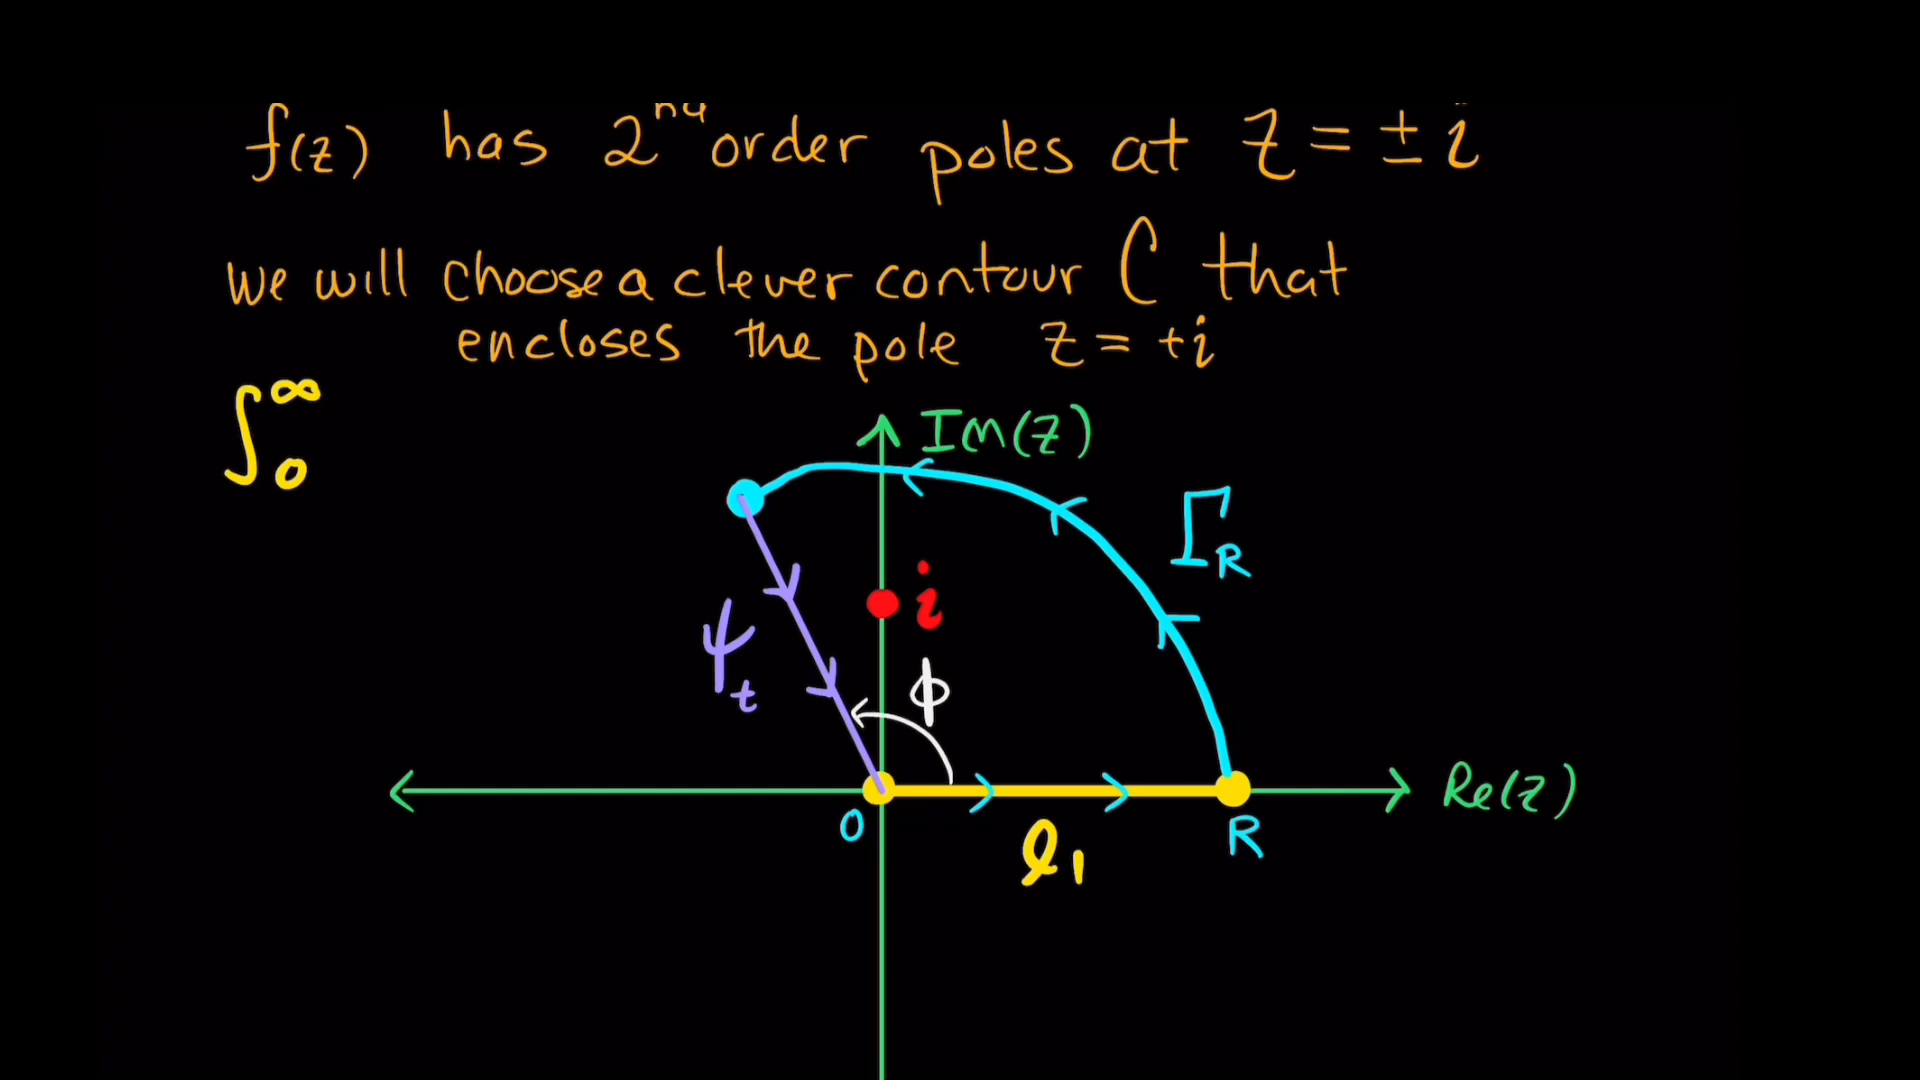 f(z) has 2nd order poles at z = ± i
we will choose a clever contour C that
encloses the pole z = +i
∫₀^∞
Im(z)
Γ_R
i
ψ_t
ϕ
Re(z)
0
R
l₁